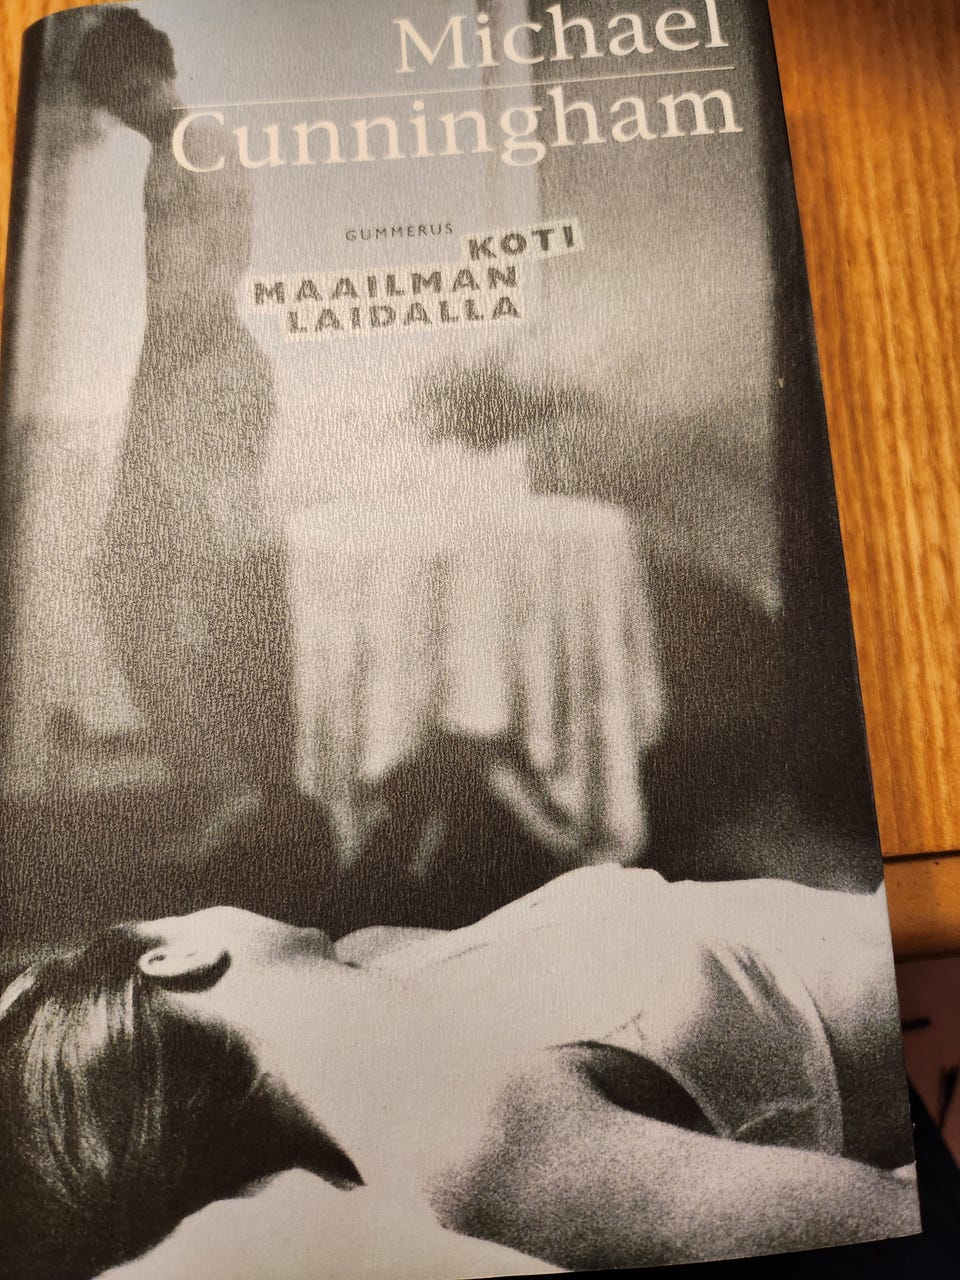 Michael
Cunningham
GUMMERUS
KOTI
MAAILMAN
LAIDALLA